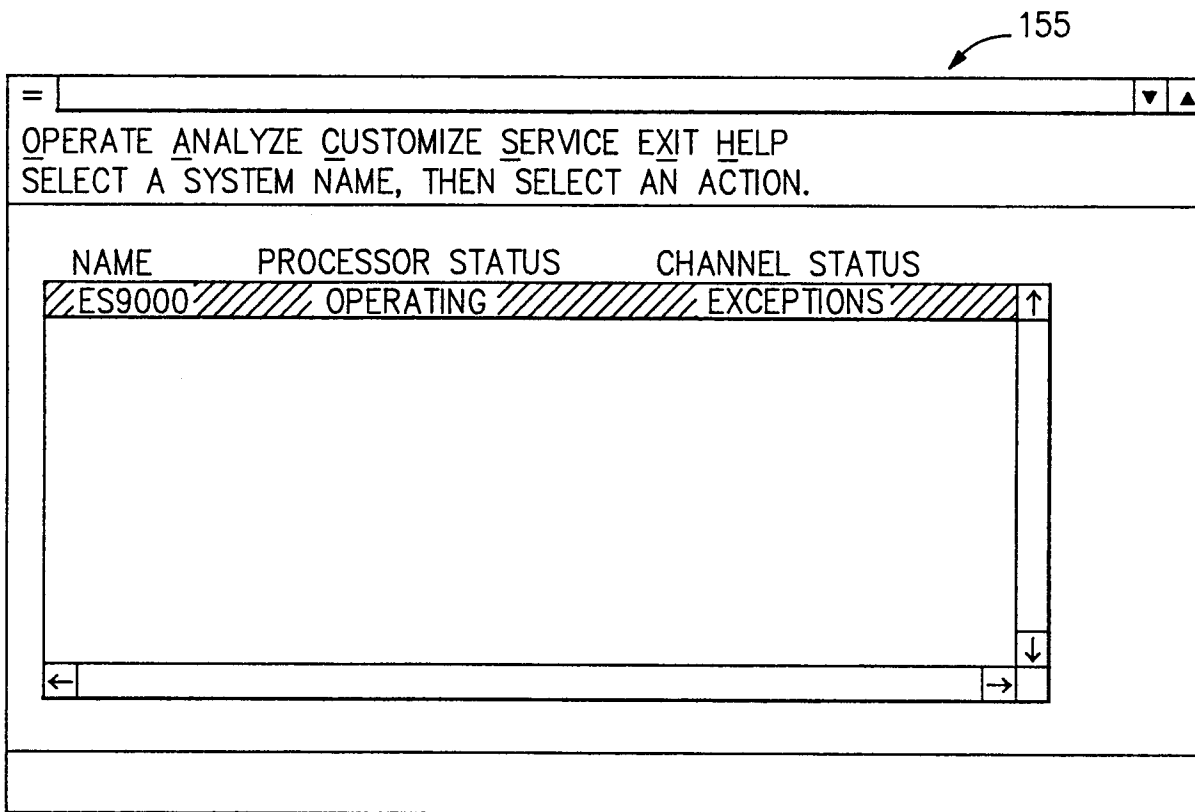 155
OPERATE ANALYZE CUSTOMIZE SERVICE EXIT HELP
SELECT A SYSTEM NAME, THEN SELECT AN ACTION.
NAME PROCESSOR STATUS CHANNEL STATUS
ES9000 OPERATING EXCEPTIONS